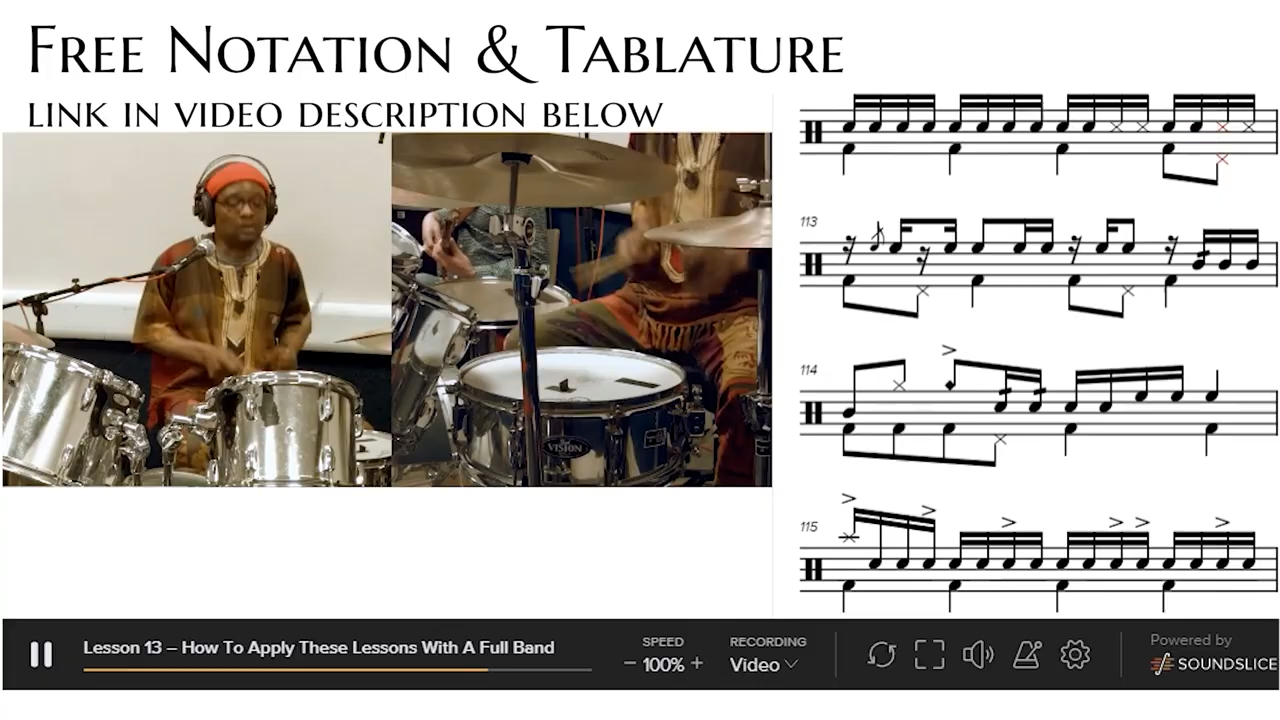 Free Notation & Tablature
link in video description below
113
114
115
Lesson 13 – How To Apply These Lessons With A Full Band
SPEED
– 100% +
RECORDING
Video
Powered by
SOUNDSLICE
VISION